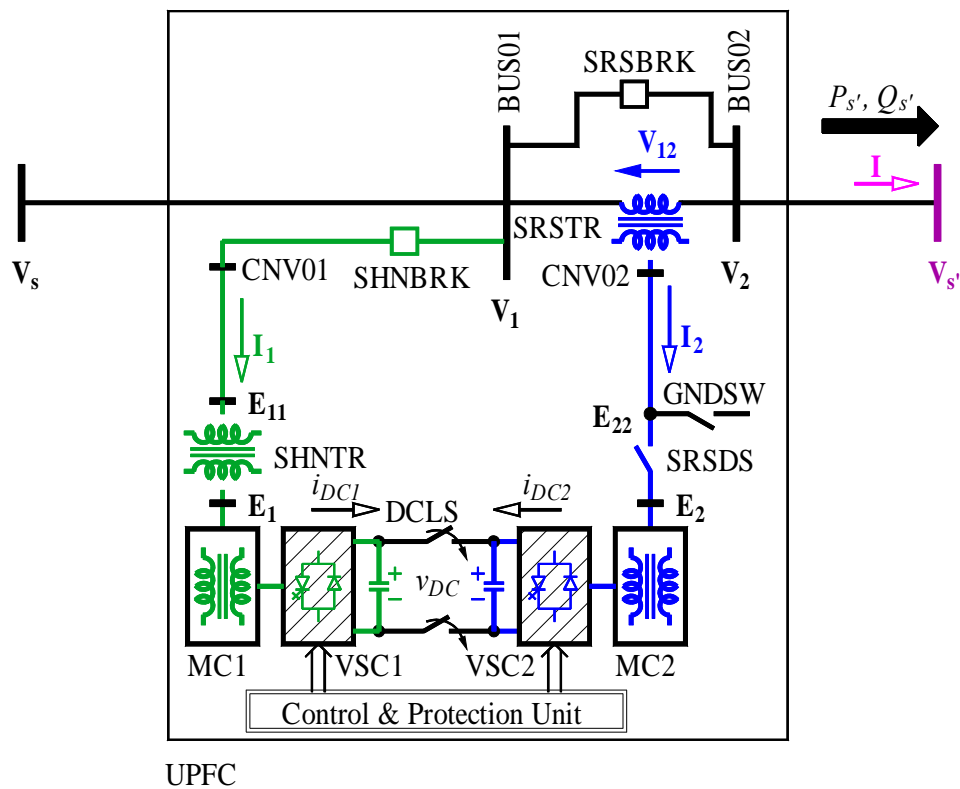 BUS01
BUS02
SRSBRK
Ps', Qs'
V12
I
SRSTR
Vs
CNV01
SHNBRK
V1
CNV02
V2
Vs'
I1
I2
E11
GNDSW
E22
SHNTR
SRSDS
iDC1
iDC2
E1
DCLS
E2
+
vDC
+
−
−
MC1
VSC1
VSC2
MC2
Control & Protection Unit
UPFC